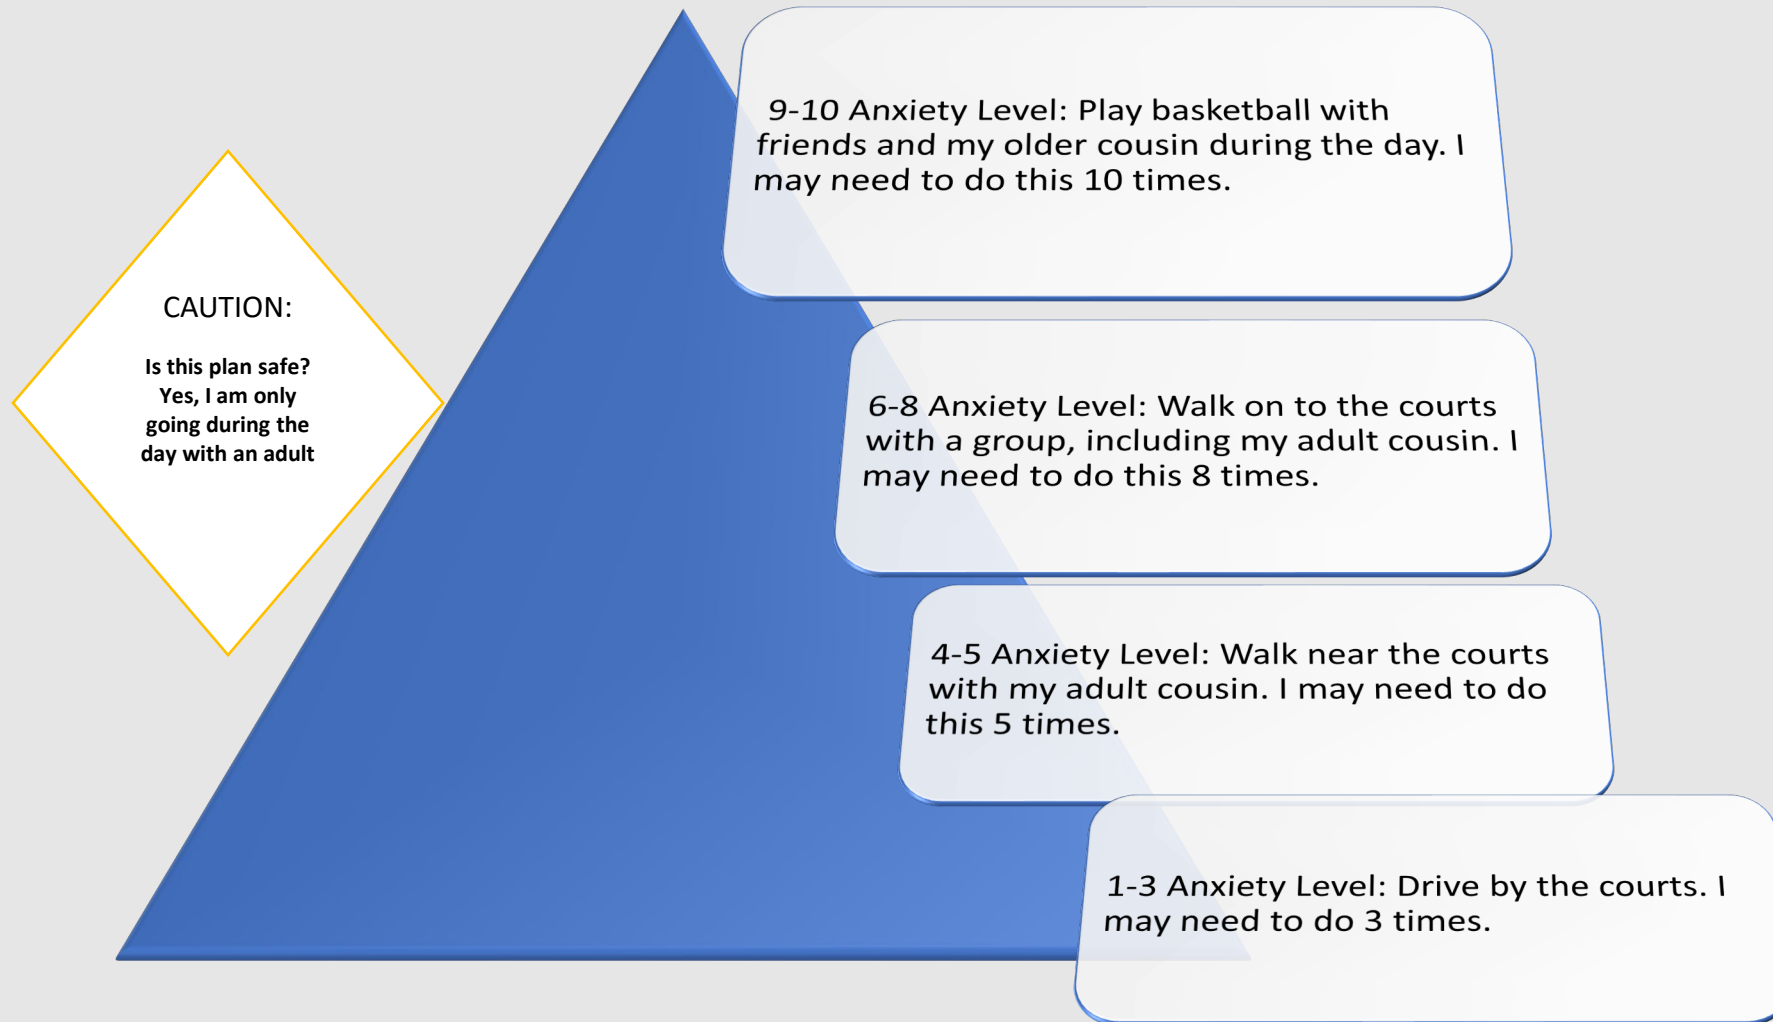 9-10 Anxiety Level: Play basketball with
friends and my older cousin during the day. I
may need to do this 10 times.
CAUTION:
Is this plan safe?
Yes, I am only
going during the
day with an adult
6-8 Anxiety Level: Walk on to the courts
with a group, including my adult cousin. I
may need to do this 8 times.
4-5 Anxiety Level: Walk near the courts
with my adult cousin. I may need to do
this 5 times.
1-3 Anxiety Level: Drive by the courts. I
may need to do 3 times.